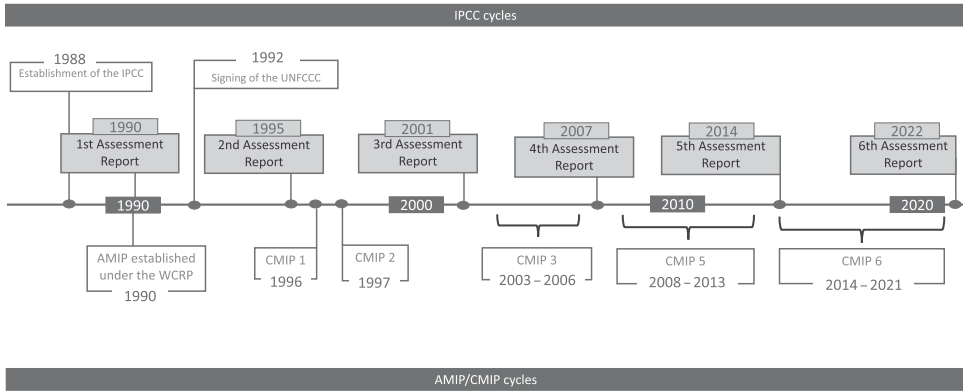 IPCC cycles
1988
Establishment of the IPCC
1992
Signing of the UNFCCC
1990
1st Assessment
Report
1995
2nd Assessment
Report
2001
3rd Assessment
Report
2007
4th Assessment
Report
2014
5th Assessment
Report
2022
6th Assessment
Report
1990
2000
2010
2020
AMIP established
under the WCRP
1990
CMIP 1
1996
CMIP 2
1997
CMIP 3
2003 – 2006
CMIP 5
2008 – 2013
CMIP 6
2014 – 2021
AMIP/CMIP cycles